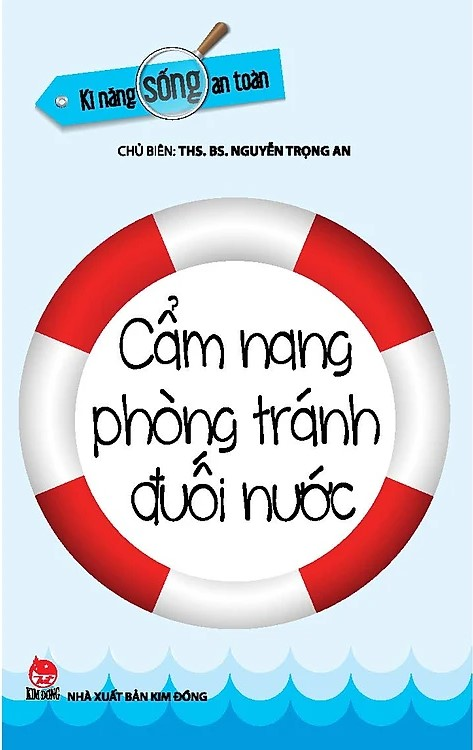 Kĩ năng sống an toàn
CHỦ BIÊN: THS. BS. NGUYỄN TRỌNG AN
Cẩm nang
phòng tránh
đuối nước
KIM ĐỒNG
NHÀ XUẤT BẢN KIM ĐỒNG